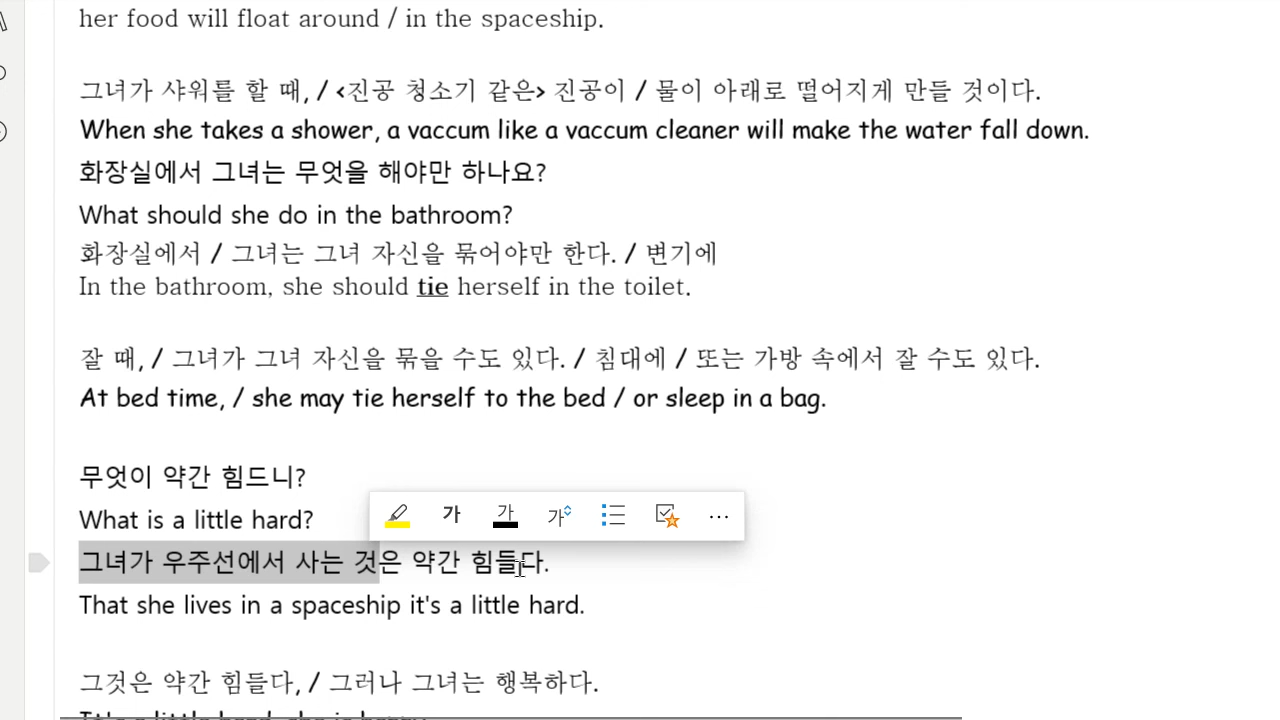 her food will float around / in the spaceship.
그녀가 샤워를 할 때, / <진공 청소기 같은> 진공이 / 물이 아래로 떨어지게 만들 것이다.
When she takes a shower, a vaccum like a vaccum cleaner will make the water fall down.
화장실에서 그녀는 무엇을 해야만 하나요?
What should she do in the bathroom?
화장실에서 / 그녀는 그녀 자신을 묶어야만 한다. / 변기에
In the bathroom, she should tie herself in the toilet.
잘 때, / 그녀가 그녀 자신을 묶을 수도 있다. / 침대에 / 또는 가방 속에서 잘 수도 있다.
At bed time, / she may tie herself to the bed / or sleep in a bag.
무엇이 약간 힘드니?
What is a little hard?
가 가 가
그녀가 우주선에서 사는 것은 약간 힘들다.
That she lives in a spaceship it's a little hard.
그것은 약간 힘들다, / 그러나 그녀는 행복하다.
It's a little hard, she is happy.